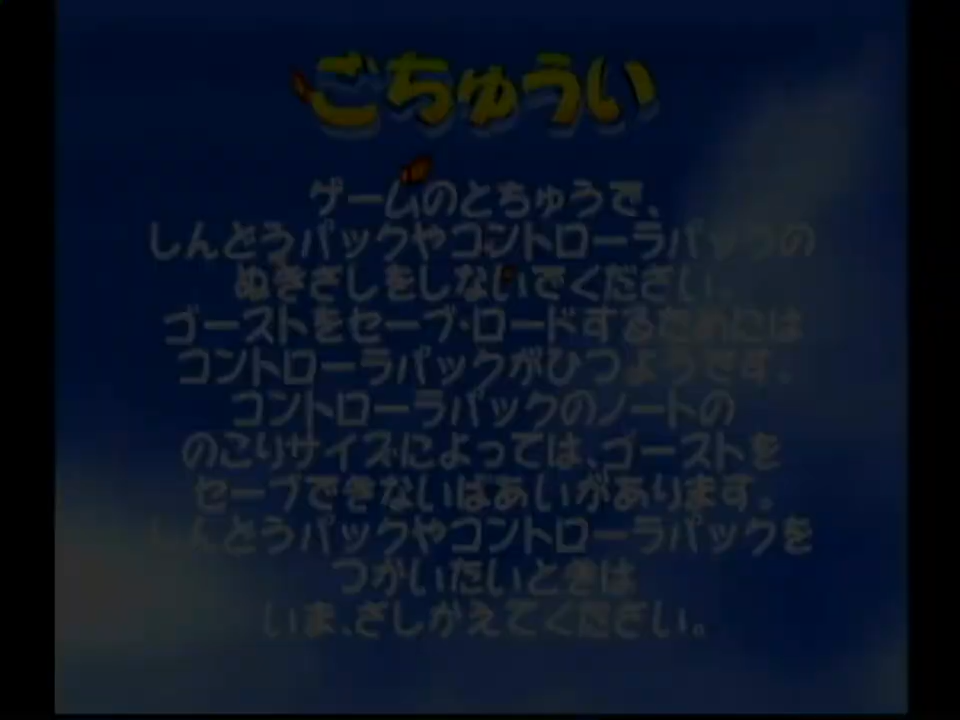 ごちゅうい
ゲームのとちゅうで、
しんどうパックやコントローラパックの
ぬきざしをしないでください。
ゴーストをセーブ・ロードするためには
コントローラパックがひつようです。
コントローラパックのノートの
のこりサイズによっては、ゴーストを
セーブできないばあいがあります。
しんどうパックやコントローラパックを
つかいたいときは
いま、さしかえてください。